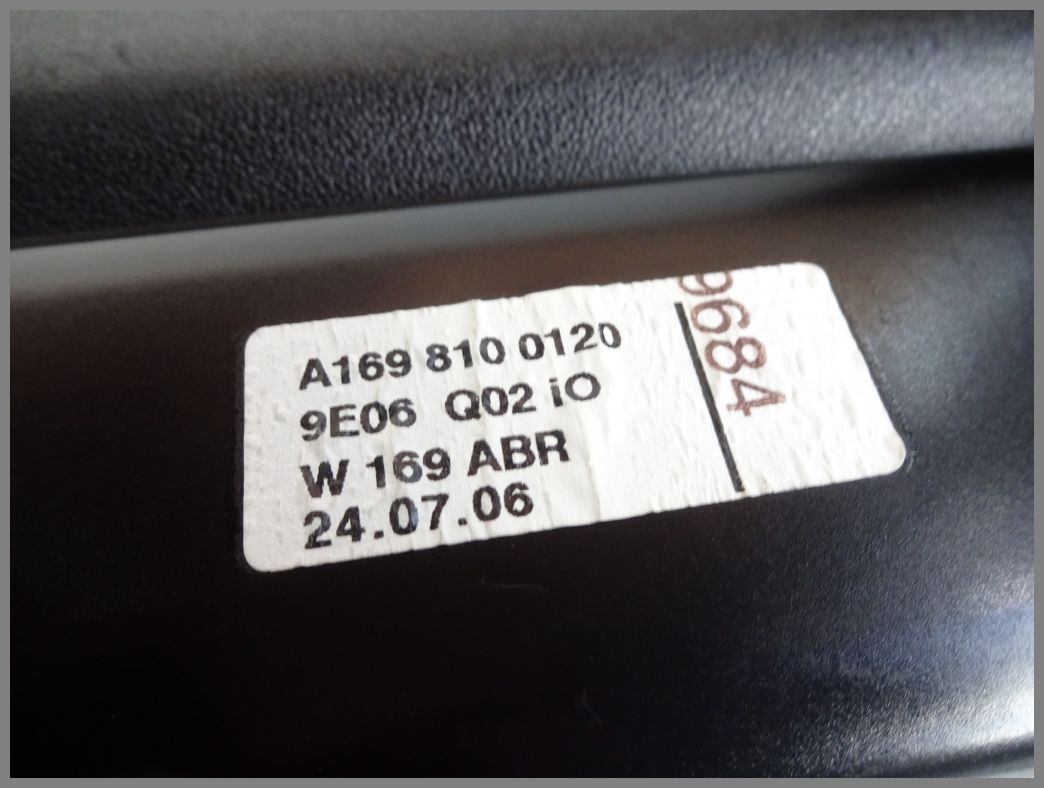 A169 810 0120
9E06 Q02 iO
W 169 ABR
24.07.06
9684